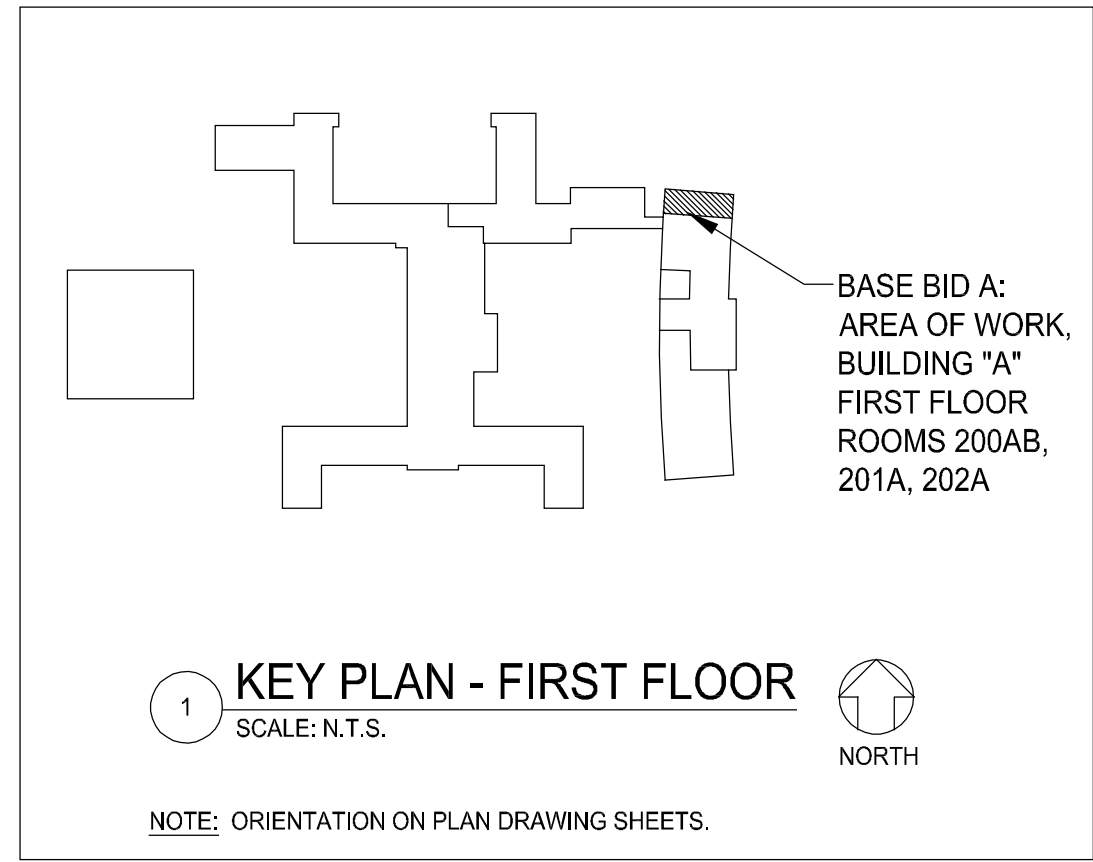 BASE BID A:
AREA OF WORK,
BUILDING "A"
FIRST FLOOR
ROOMS 200AB,
201A, 202A
1
KEY PLAN - FIRST FLOOR
SCALE: N.T.S.
NORTH
NOTE: ORIENTATION ON PLAN DRAWING SHEETS.